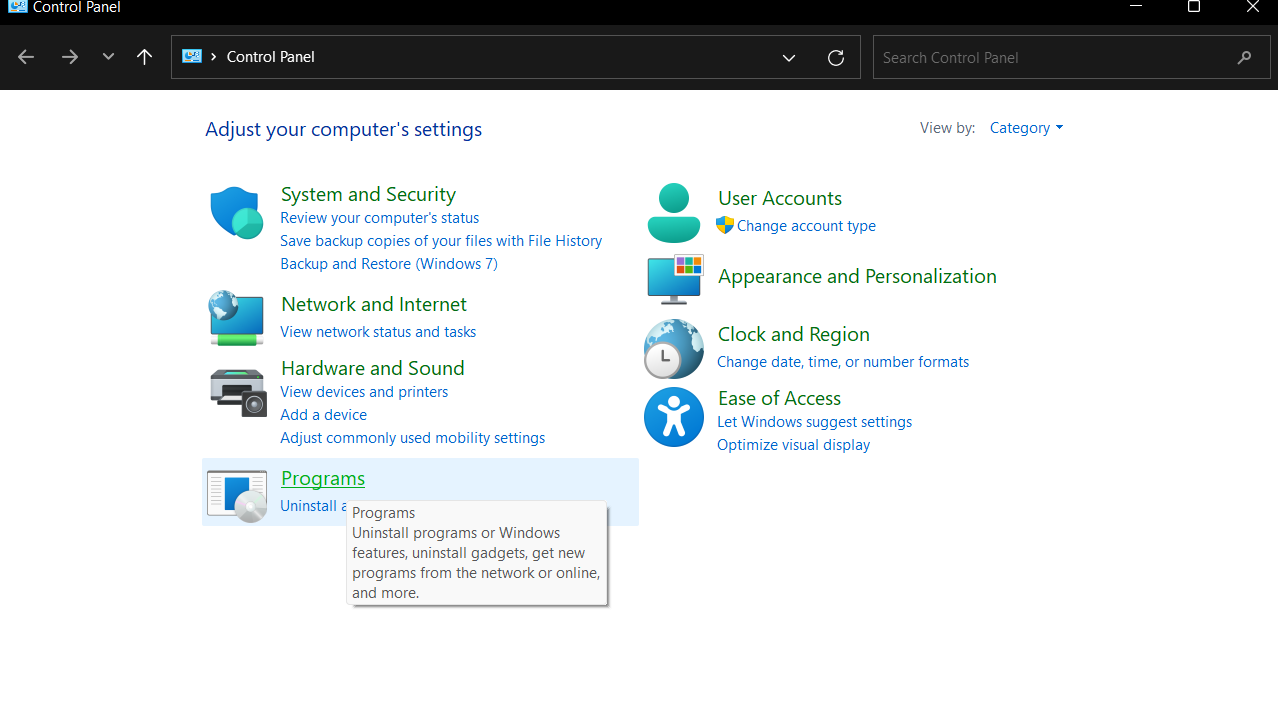 Control Panel
Control Panel
Search Control Panel
Adjust your computer's settings
View by: Category
System and Security
Review your computer's status
Save backup copies of your files with File History
Backup and Restore (Windows 7)
Network and Internet
View network status and tasks
Hardware and Sound
View devices and printers
Add a device
Adjust commonly used mobility settings
Programs
Uninstall a
Programs
Uninstall programs or Windows
features, uninstall gadgets, get new
programs from the network or online,
and more.
User Accounts
Change account type
Appearance and Personalization
Clock and Region
Change date, time, or number formats
Ease of Access
Let Windows suggest settings
Optimize visual display